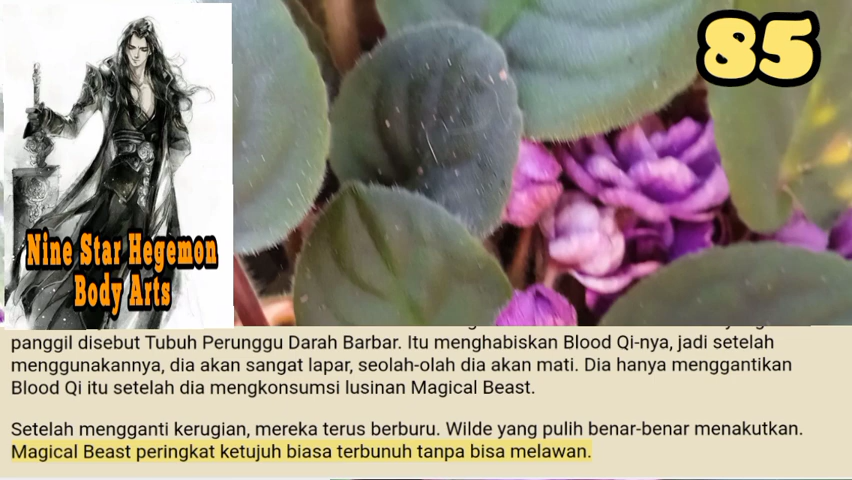 85
Nine Star Hegemon
Body Arts
panggil disebut Tubuh Perunggu Darah Barbar. Itu menghabiskan Blood Qi-nya, jadi setelah
menggunakannya, dia akan sangat lapar, seolah-olah dia akan mati. Dia hanya menggantikan
Blood Qi itu setelah dia mengkonsumsi lusinan Magical Beast.
Setelah mengganti kerugian, mereka terus berburu. Wilde yang pulih benar-benar menakutkan.
Magical Beast peringkat ketujuh biasa terbunuh tanpa bisa melawan.